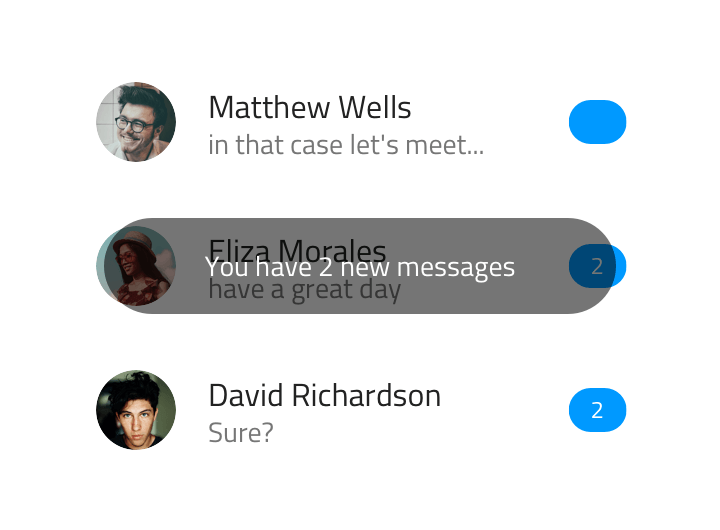 Matthew Wells
in that case let's meet...
Eliza Morales
2
You have 2 new messages
have a great day
David Richardson
2
Sure?